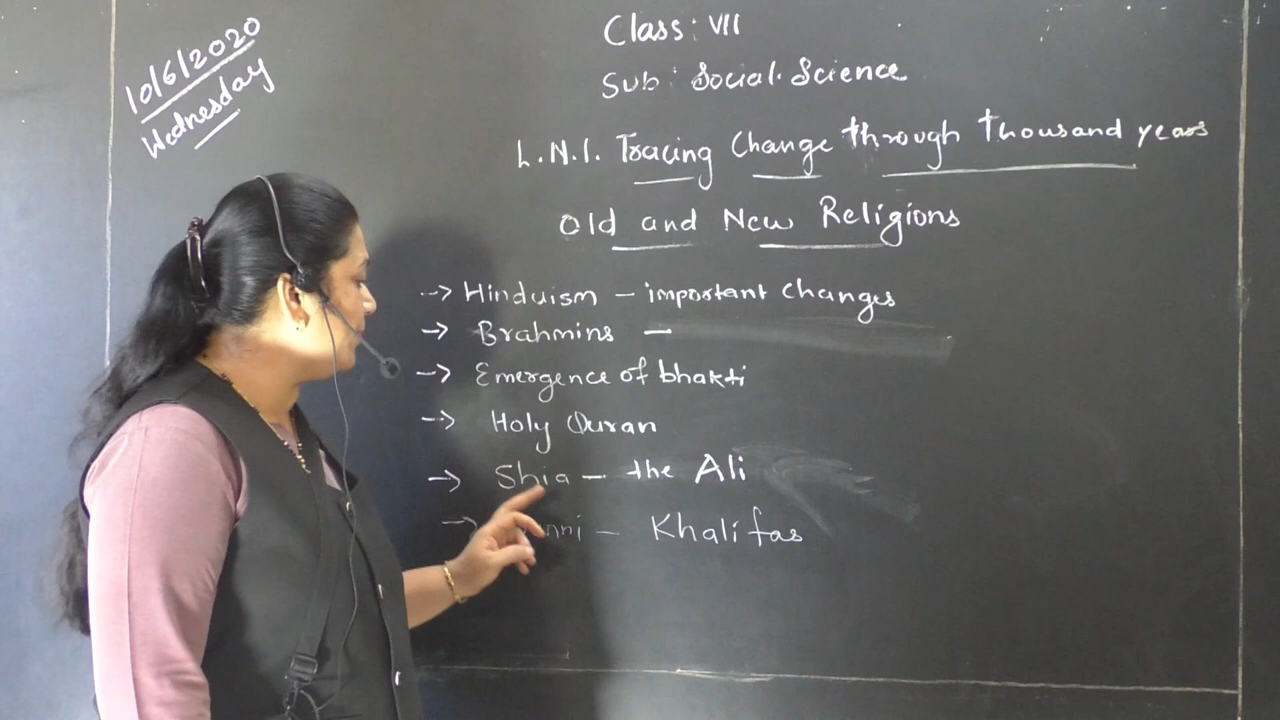 10/6/2020
Wednesday
Class: VII
Sub: Social Science
L.N.1. Tracing Change through thousand years
Old and New Religions
-> Hinduism - important changes
-> Brahmins -
-> Emergence of bhakti
-> Holy Quran
-> Shia - the Ali
-> nni - Khalifas